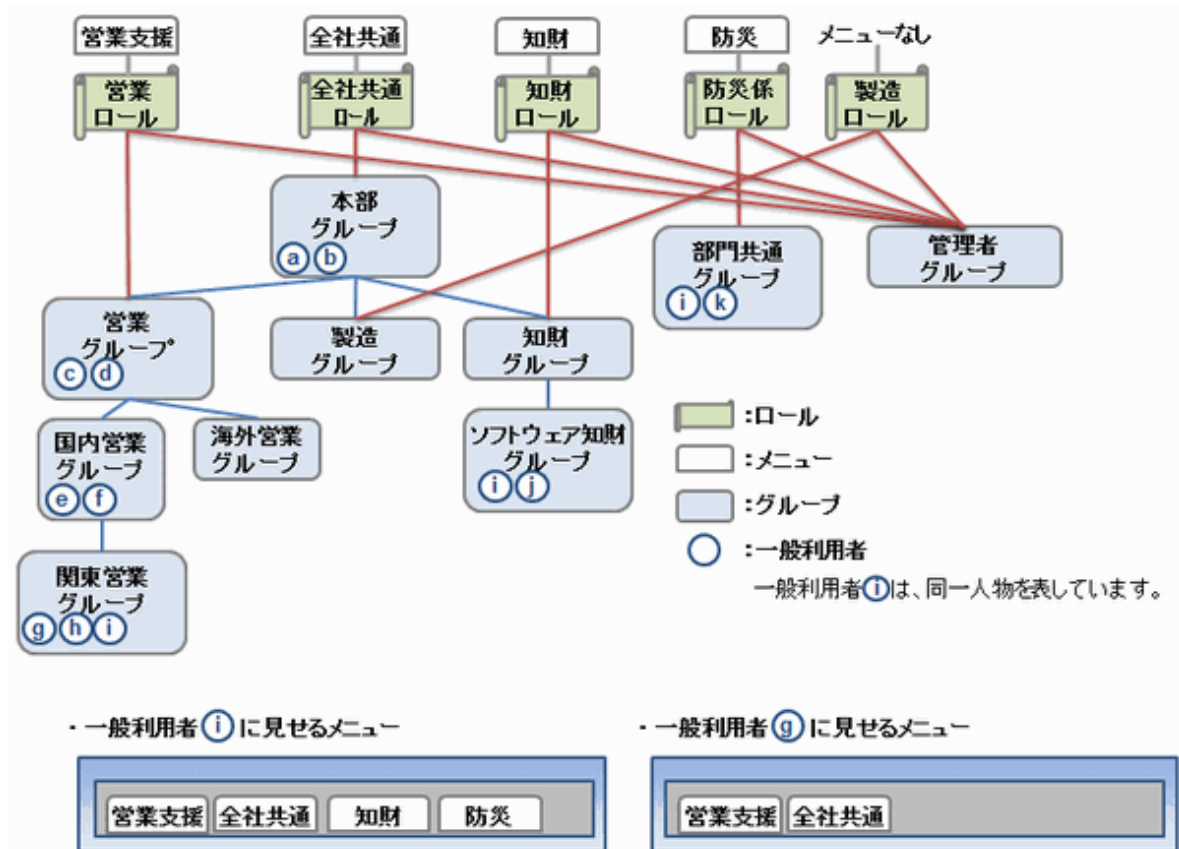 営業支援
全社共通
知財
防災
メニューなし
営業
ロール
全社共通
ロール
知財
ロール
防災係
ロール
製造
ロール
本部
グループ
a b
部門共通
グループ
i k
管理者
グループ
営業
グループ
c d
製造
グループ
知財
グループ
国内営業
グループ
e f
海外営業
グループ
ソフトウェア知財
グループ
i j
関東営業
グループ
g h i
:ロール
:メニュー
:グループ
:一般利用者
一般利用者iは、同一人物を表しています。
・一般利用者 i に見せるメニュー
営業支援 全社共通 知財 防災
・一般利用者 g に見せるメニュー
営業支援 全社共通